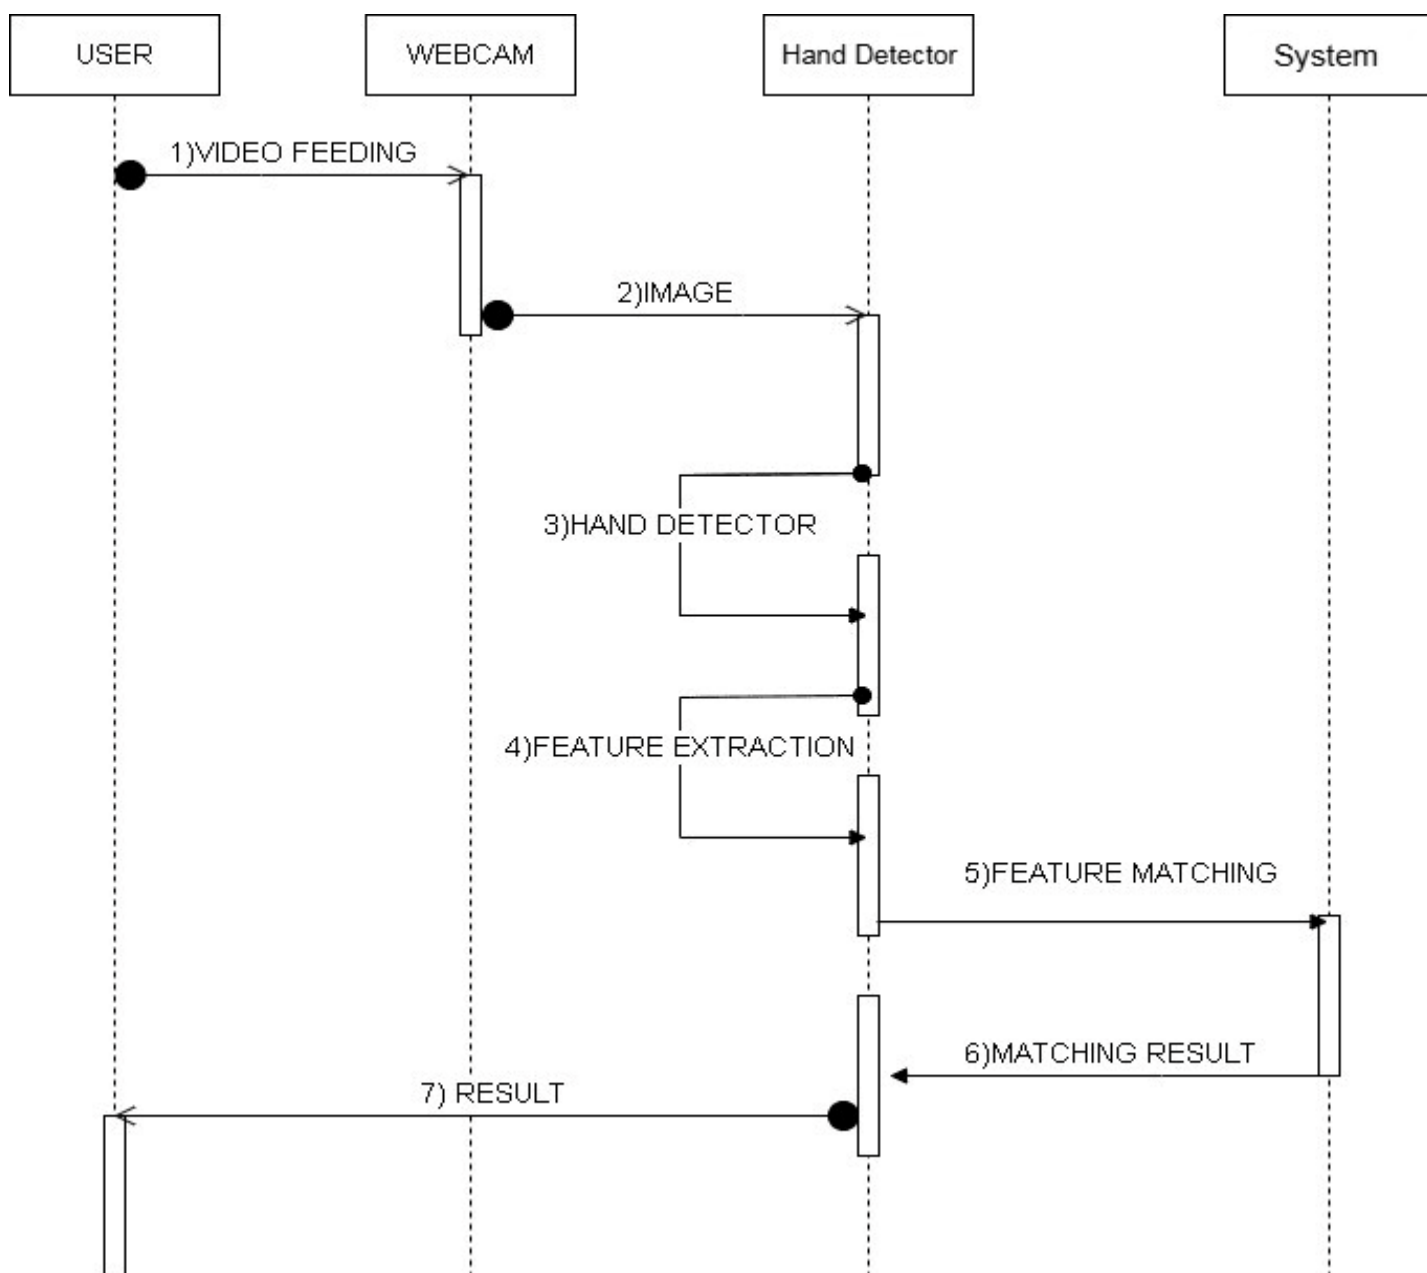 USER
WEBCAM
Hand Detector
System
1)VIDEO FEEDING
2)IMAGE
3)HAND DETECTOR
4)FEATURE EXTRACTION
5)FEATURE MATCHING
6)MATCHING RESULT
7) RESULT